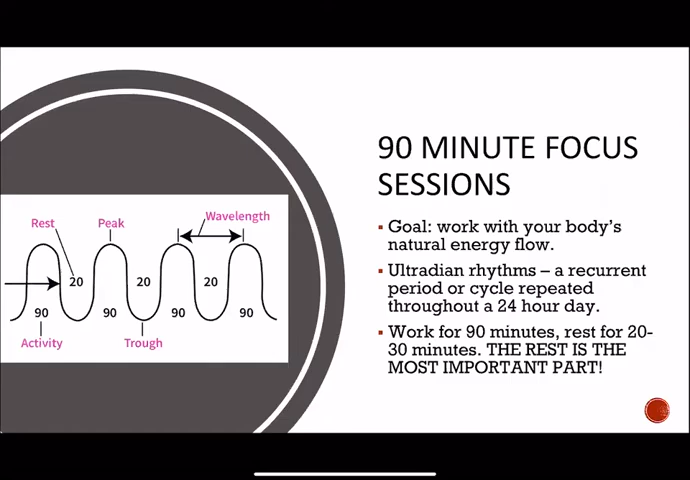 90 MINUTE FOCUS
SESSIONS
▪ Goal: work with your body's
natural energy flow.
▪ Ultradian rhythms – a recurrent
period or cycle repeated
throughout a 24 hour day.
▪ Work for 90 minutes, rest for 20-
30 minutes. THE REST IS THE
MOST IMPORTANT PART!
Rest Peak Wavelength
20 20 20
90 90 90 90
Activity Trough